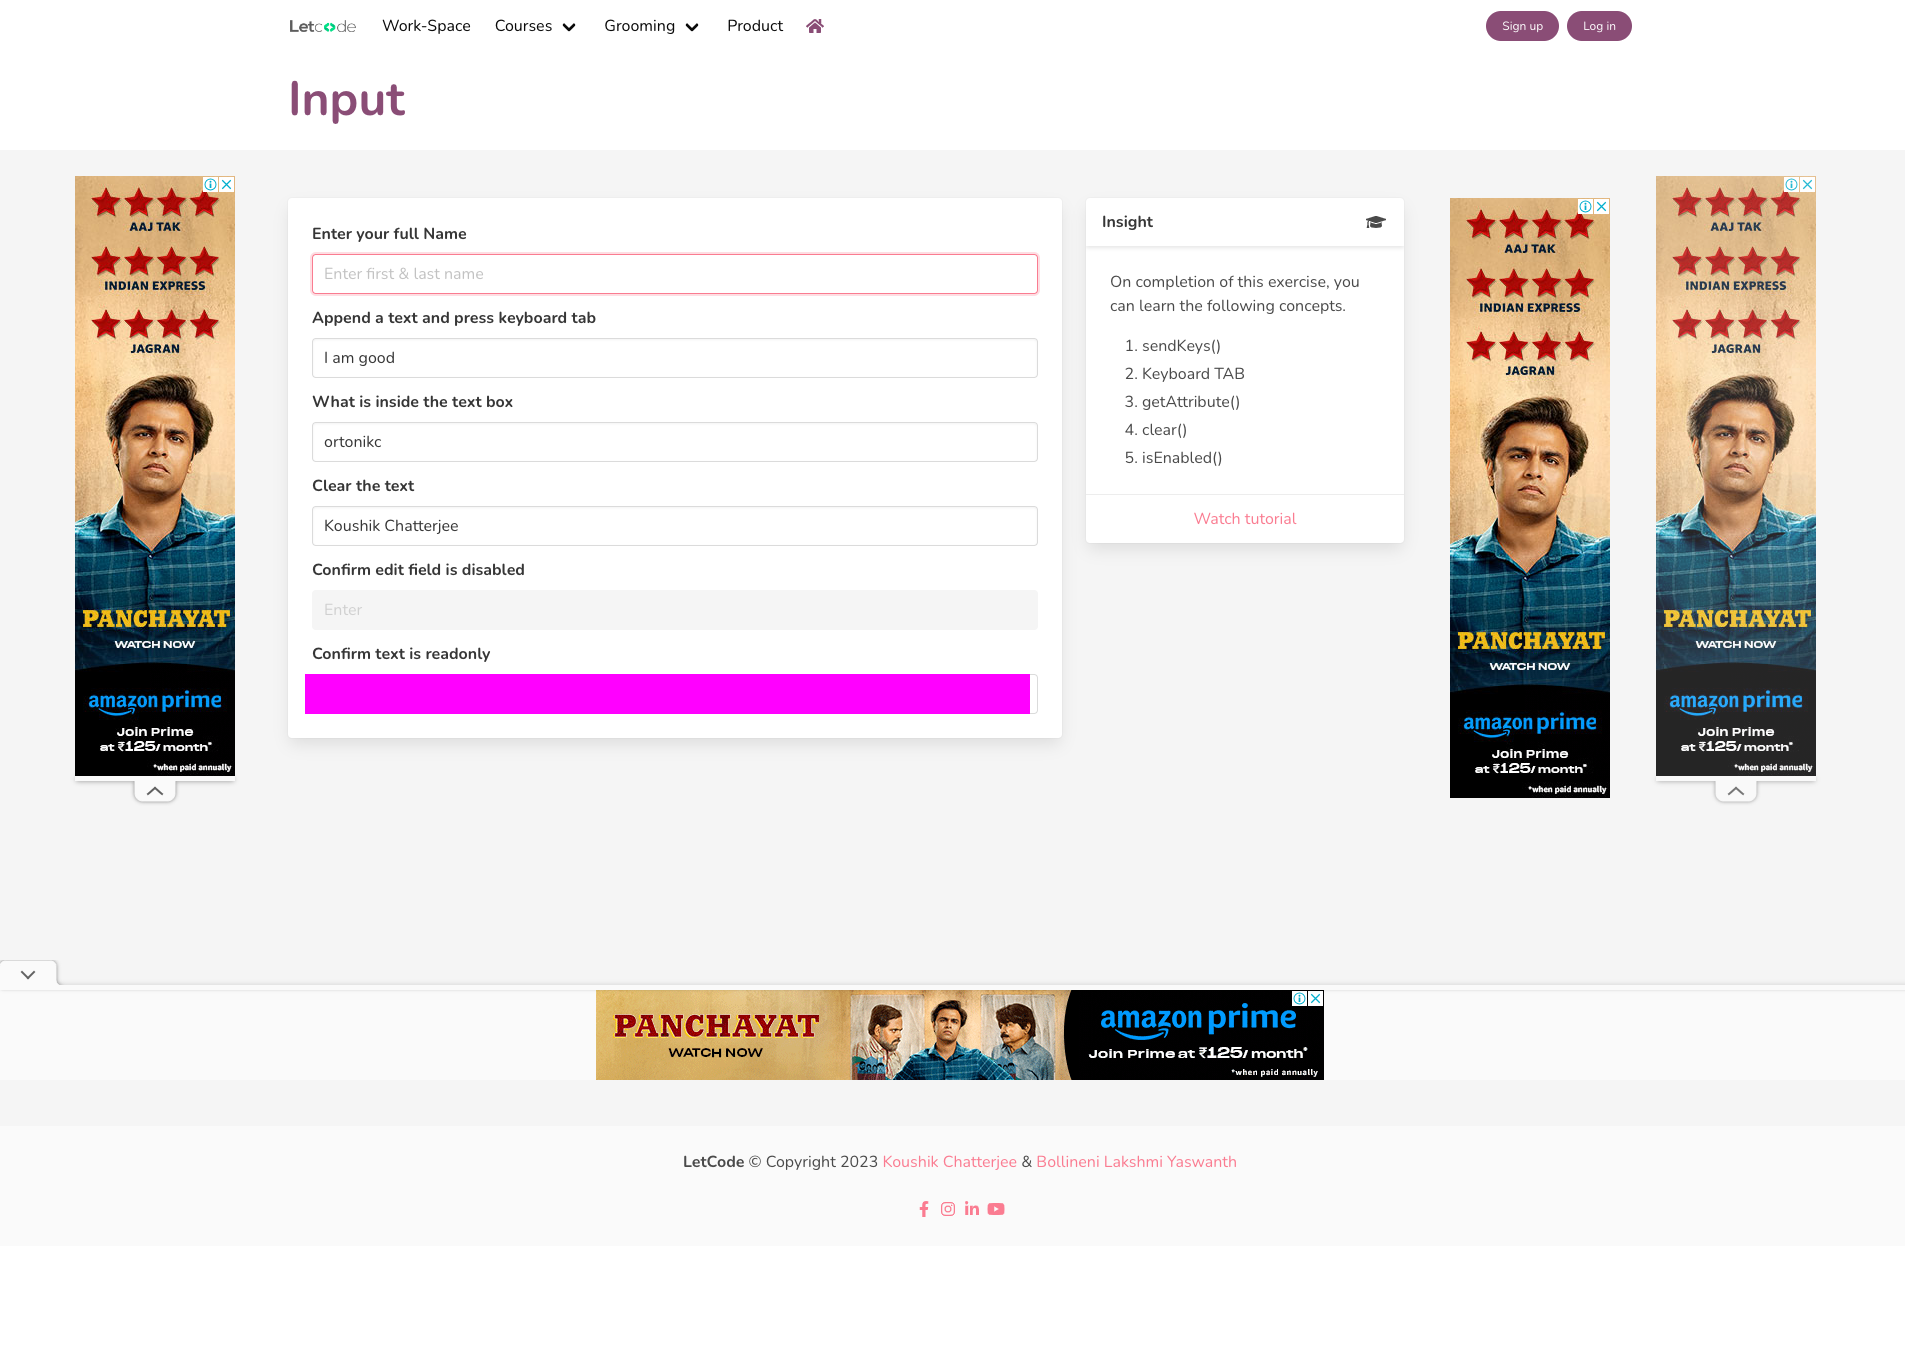 Letcode
Work-Space
Courses
Grooming
Product
Sign up
Log in
Input
AAJ TAK
INDIAN EXPRESS
JAGRAN
PANCHAYAT
WATCH NOW
amazon prime
Join Prime
at ₹125/ month*
*when paid annually
Enter your full Name
Enter first & last name
Append a text and press keyboard tab
I am good
What is inside the text box
ortonikc
Clear the text
Koushik Chatterjee
Confirm edit field is disabled
Enter
Confirm text is readonly
Insight
On completion of this exercise, you
can learn the following concepts.
1. sendKeys()
2. Keyboard TAB
3. getAttribute()
4. clear()
5. isEnabled()
Watch tutorial
AAJ TAK
INDIAN EXPRESS
JAGRAN
PANCHAYAT
WATCH NOW
amazon prime
Join Prime
at ₹125/ month*
*when paid annually
AAJ TAK
INDIAN EXPRESS
JAGRAN
PANCHAYAT
WATCH NOW
amazon prime
Join Prime
at ₹125/ month*
*when paid annually
PANCHAYAT
WATCH NOW
amazon prime
Join Prime at ₹125/ month*
*when paid annually
LetCode © Copyright 2023 Koushik Chatterjee & Bollineni Lakshmi Yaswanth